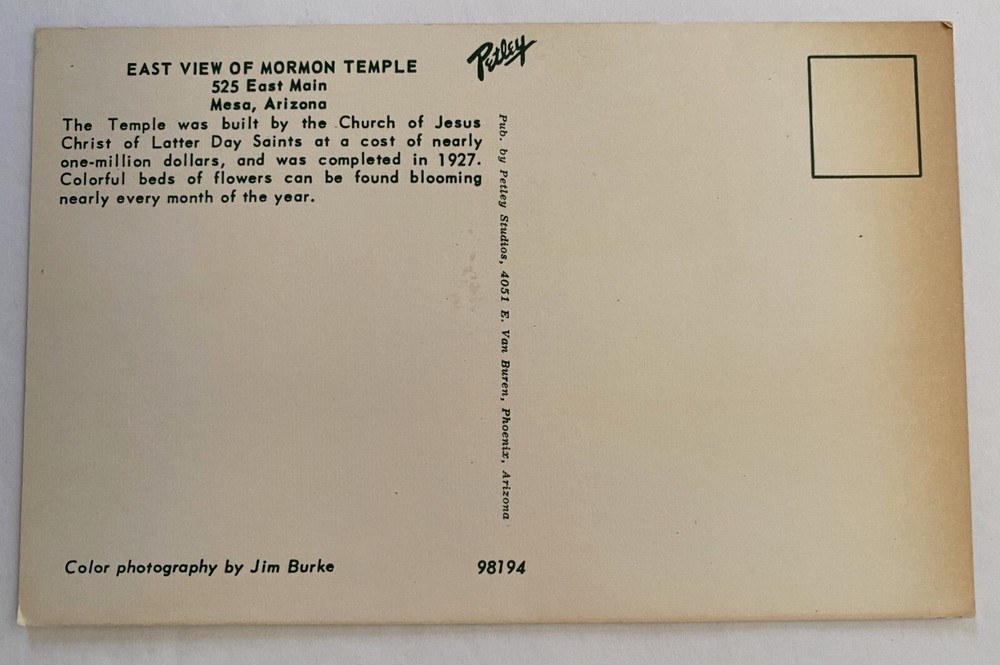 EAST VIEW OF MORMON TEMPLE
525 East Main
Mesa, Arizona
The Temple was built by the Church of Jesus
Christ of Latter Day Saints at a cost of nearly
one-million dollars, and was completed in 1927.
Colorful beds of flowers can be found blooming
nearly every month of the year.
Petley
Pub. by Petley Studios, 4051 E. Van Buren, Phoenix, Arizona
Color photography by Jim Burke
98194